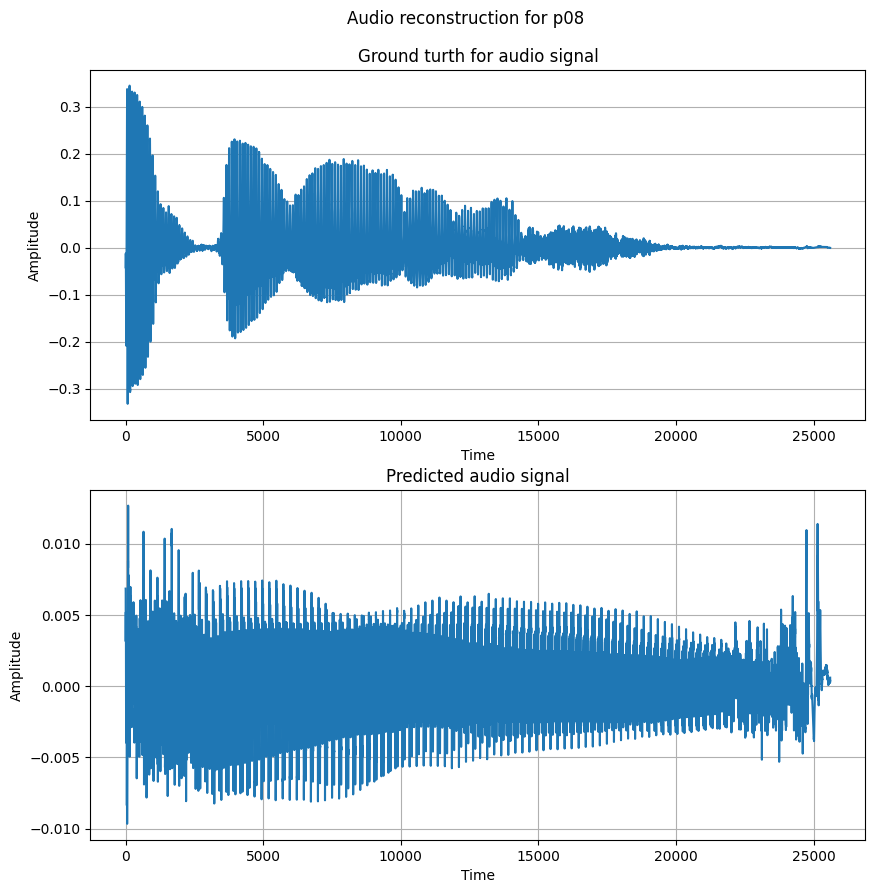 Audio reconstruction for p08
Ground turth for audio signal
0.3
0.2
0.1
0.0
−0.1
−0.2
−0.3
Amplitude
0 5000 10000 15000 20000 25000
Time
Predicted audio signal
0.010
0.005
0.000
−0.005
−0.010
Amplitude
0 5000 10000 15000 20000 25000
Time